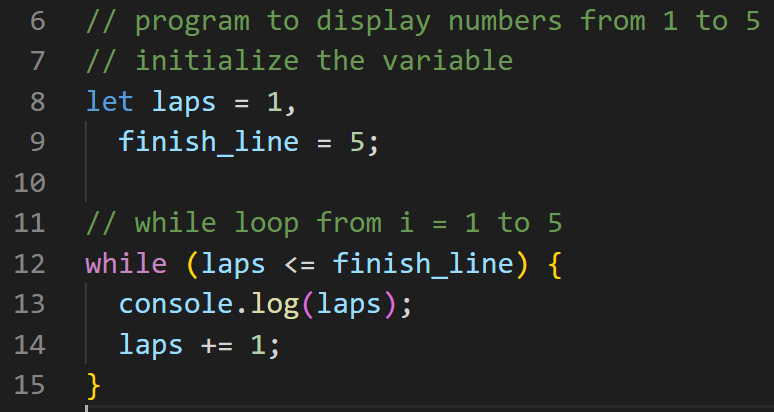 6 // program to display numbers from 1 to 5
7 // initialize the variable
8 let laps = 1,
9   finish_line = 5;
10
11 // while loop from i = 1 to 5
12 while (laps <= finish_line) {
13   console.log(laps);
14   laps += 1;
15 }